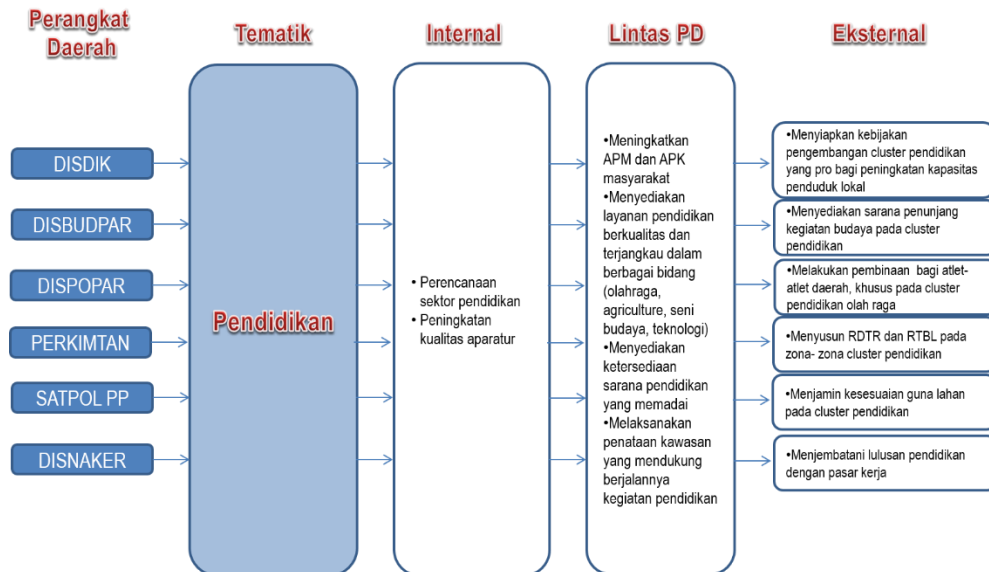 Perangkat
Daerah
Tematik
Internal
Lintas PD
Eksternal
DISDIK
DISBUDPAR
DISPOPAR
PERKIMTAN
SATPOL PP
DISNAKER
Pendidikan
• Perencanaan
sektor pendidikan
• Peningkatan
kualitas aparatur
•Meningkatkan
APM dan APK
masyarakat
•Menyediakan
layanan pendidikan
berkualitas dan
terjangkau dalam
berbagai bidang
(olahraga,
agriculture, seni
budaya, teknologi)
•Menyediakan
ketersediaan
sarana pendidikan
yang memadai
•Melaksanakan
penataan kawasan
yang mendukung
berjalannya
kegiatan pendidikan
•Menyiapkan kebijakan
pengembangan cluster pendidikan
yang pro bagi peningkatan kapasitas
penduduk lokal
•Menyediakan sarana penunjang
kegiatan budaya pada cluster
pendidikan
•Melakukan pembinaan bagi atlet-
atlet daerah, khusus pada cluster
pendidikan olah raga
•Menyusun RDTR dan RTBL pada
zona- zona cluster pendidikan
•Menjamin kesesuaian guna lahan
pada cluster pendidikan
•Menjembatani lulusan pendidikan
dengan pasar kerja